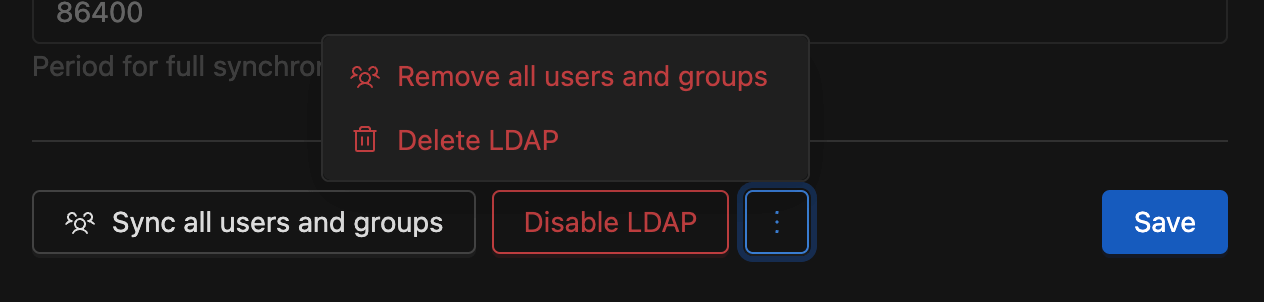 86400
Period for full synchron
Remove all users and groups
Delete LDAP
Sync all users and groups
Disable LDAP
Save